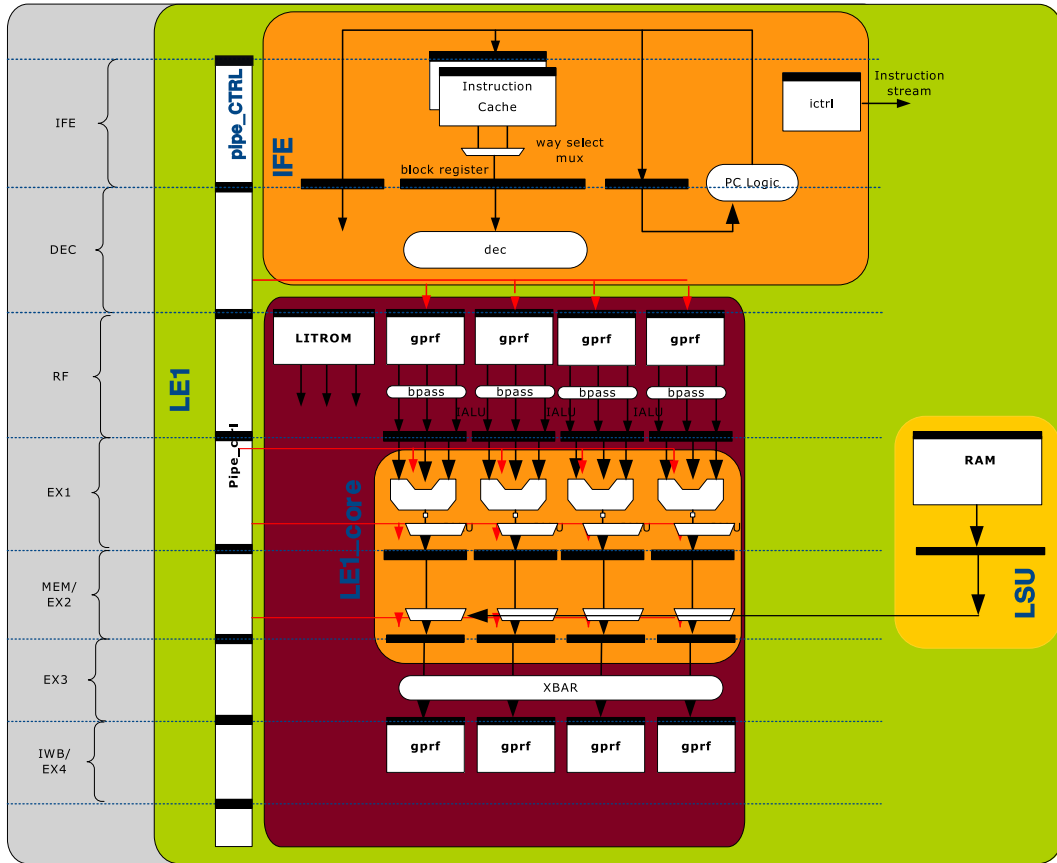 IFE
DEC
RF
EX1
MEM/
EX2
EX3
IWB/
EX4
LE1
pipe_CTRL
Pipe_ctrl
IFE
Instruction
Cache
way select
mux
block register
PC Logic
dec
ictrl
Instruction
stream
LITROM
gprf
gprf
gprf
gprf
bpass
bpass
bpass
bpass
IALU
IALU
IALU
LE1_core
U
U
XBAR
gprf
gprf
gprf
gprf
RAM
LSU